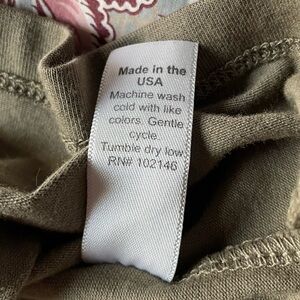 Made in the
USA
Machine wash
cold with like
colors. Gentle
cycle.
Tumble dry low
RN# 102146